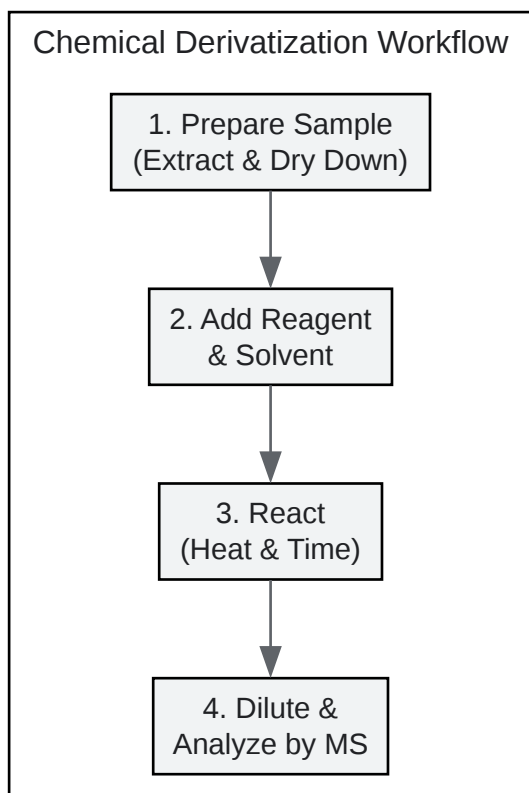 Chemical Derivatization Workflow
1. Prepare Sample
(Extract & Dry Down)
2. Add Reagent
& Solvent
3. React
(Heat & Time)
4. Dilute &
Analyze by MS